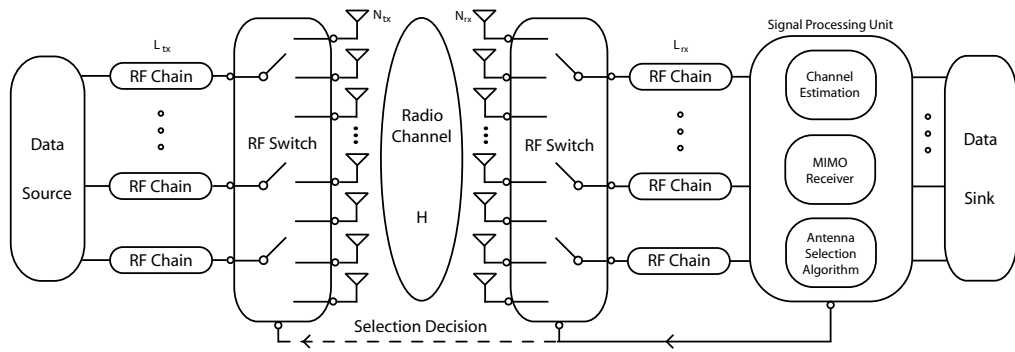 N tx
N rx
Signal Processing Unit
L tx
L rx
RF Chain
RF Chain
Channel
Estimation
Radio
Channel
Data
Source
RF Switch
RF Switch
Data
Sink
MIMO
Receiver
RF Chain
RF Chain
H
Antenna
Selection
Algorithm
RF Chain
RF Chain
Selection Decision